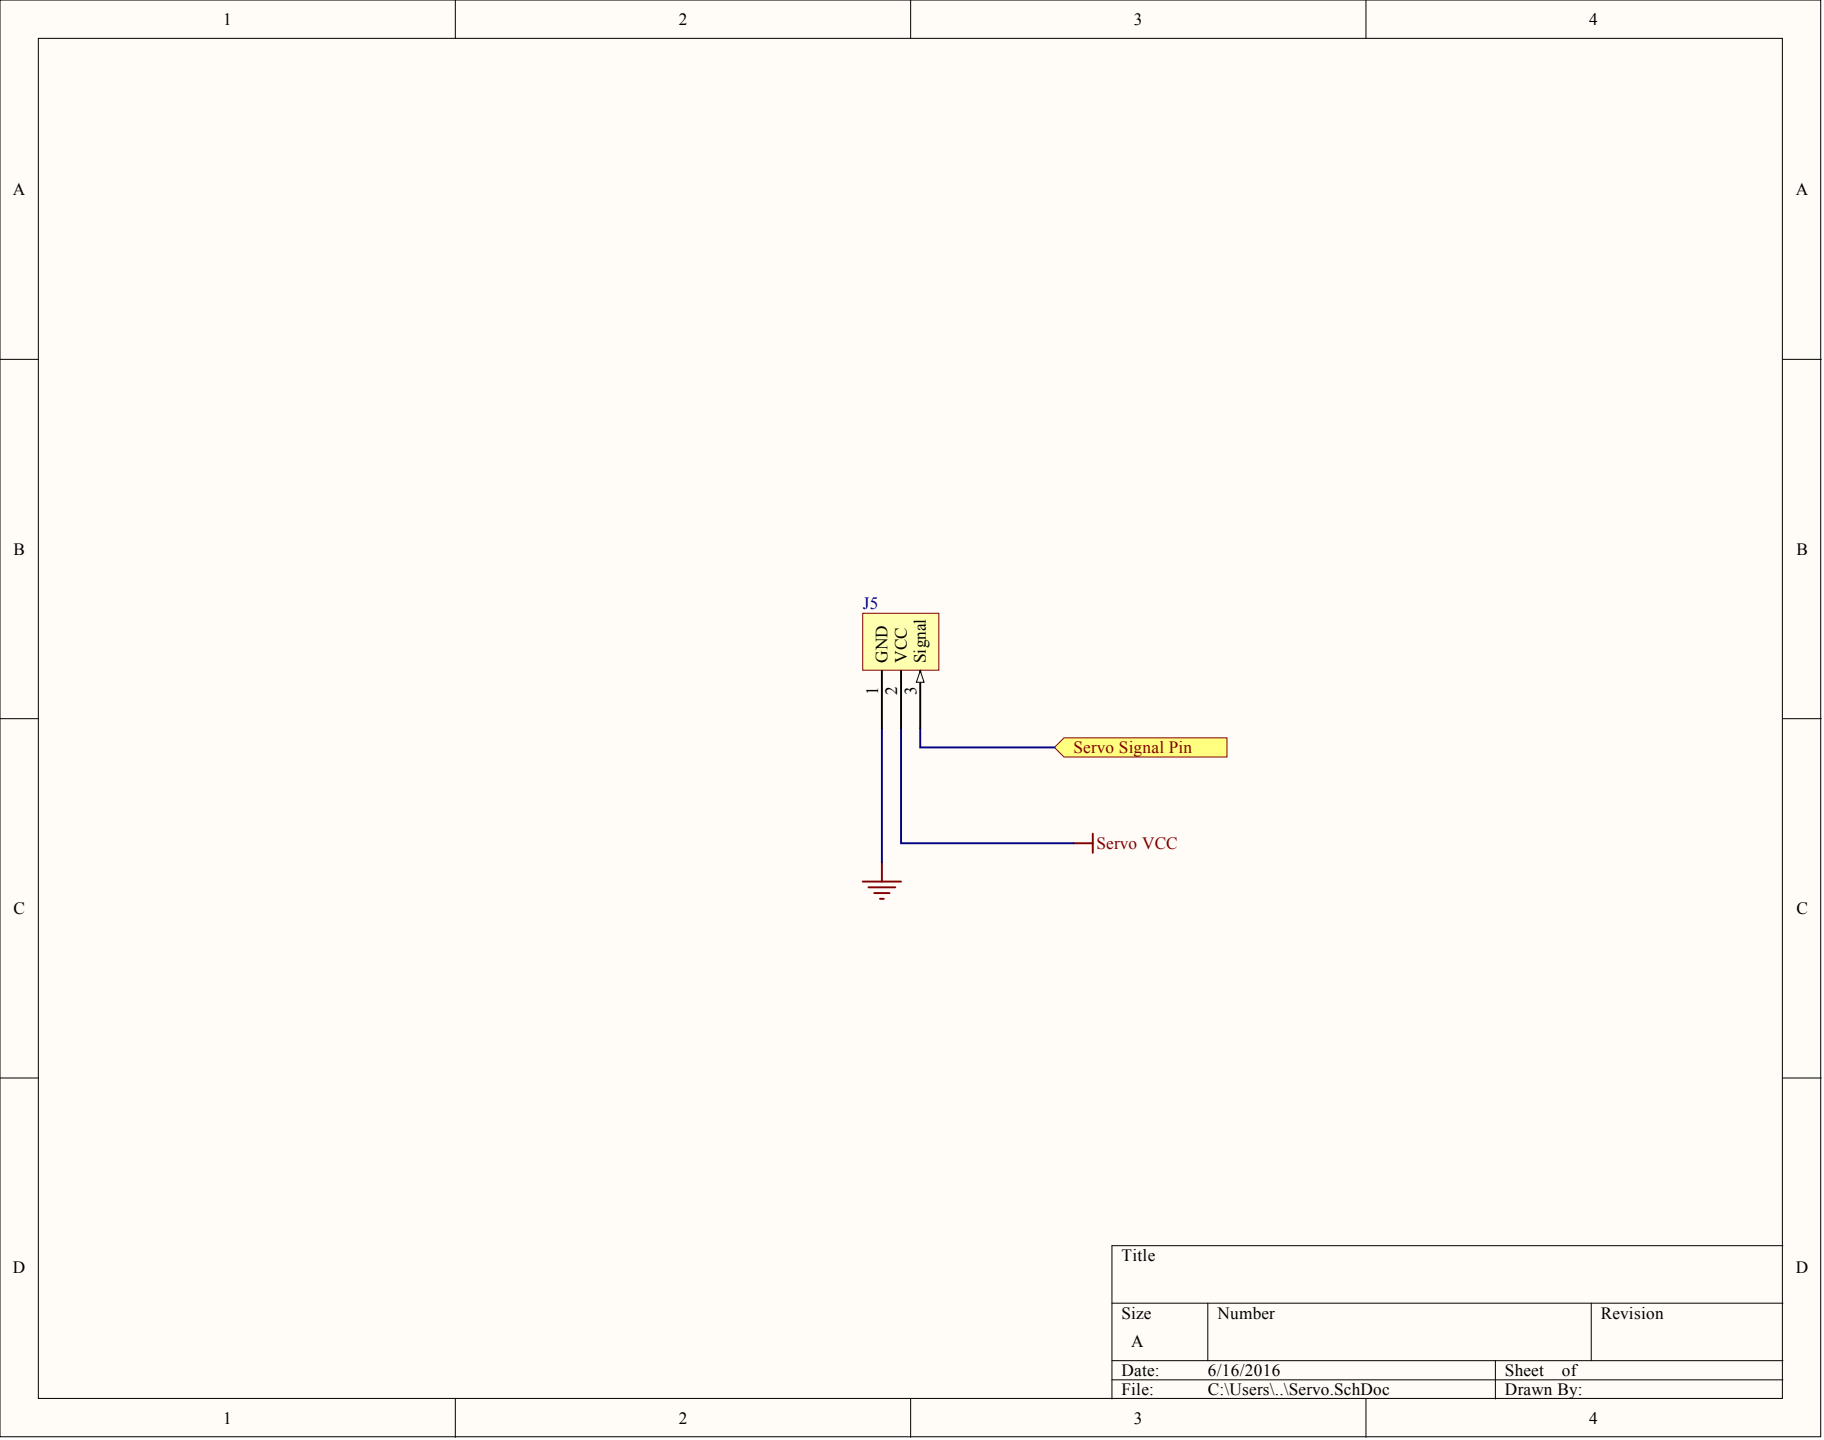 1 2 3 4
A A
B B
J5
GND
VCC
Signal
1
2
3
Servo Signal Pin
Servo VCC
C C
D D
Title
Size Number Revision
A
Date: 6/16/2016 Sheet of
File: C:\Users\..\Servo.SchDoc Drawn By:
1 2 3 4